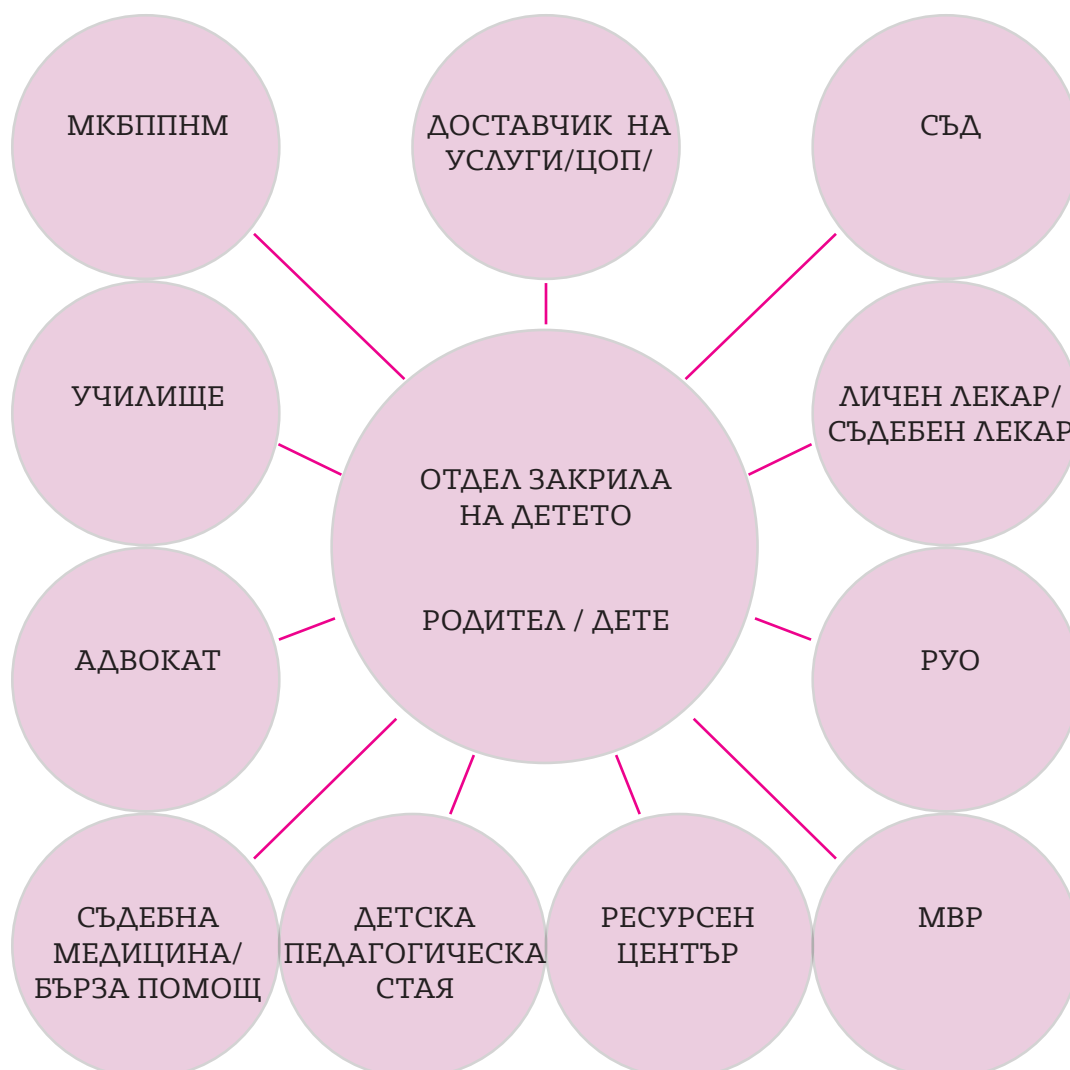 МКБППНМ
ДОСТАВЧИК НА
УСЛУГИ/ЦОП/
СЪД
УЧИЛИЩЕ
ЛИЧЕН ЛЕКАР/
СЪДЕБЕН ЛЕКАР
ОТДЕЛ ЗАКРИЛА
НА ДЕТЕТО
РОДИТЕЛ / ДЕТЕ
АДВОКАТ
РУО
СЪДЕБНА
МЕДИЦИНА/
БЪРЗА ПОМОЩ
ДЕТСКА
ПЕДАГОГИЧЕСКА
СТАЯ
РЕСУРСЕН
ЦЕНТЪР
МВР